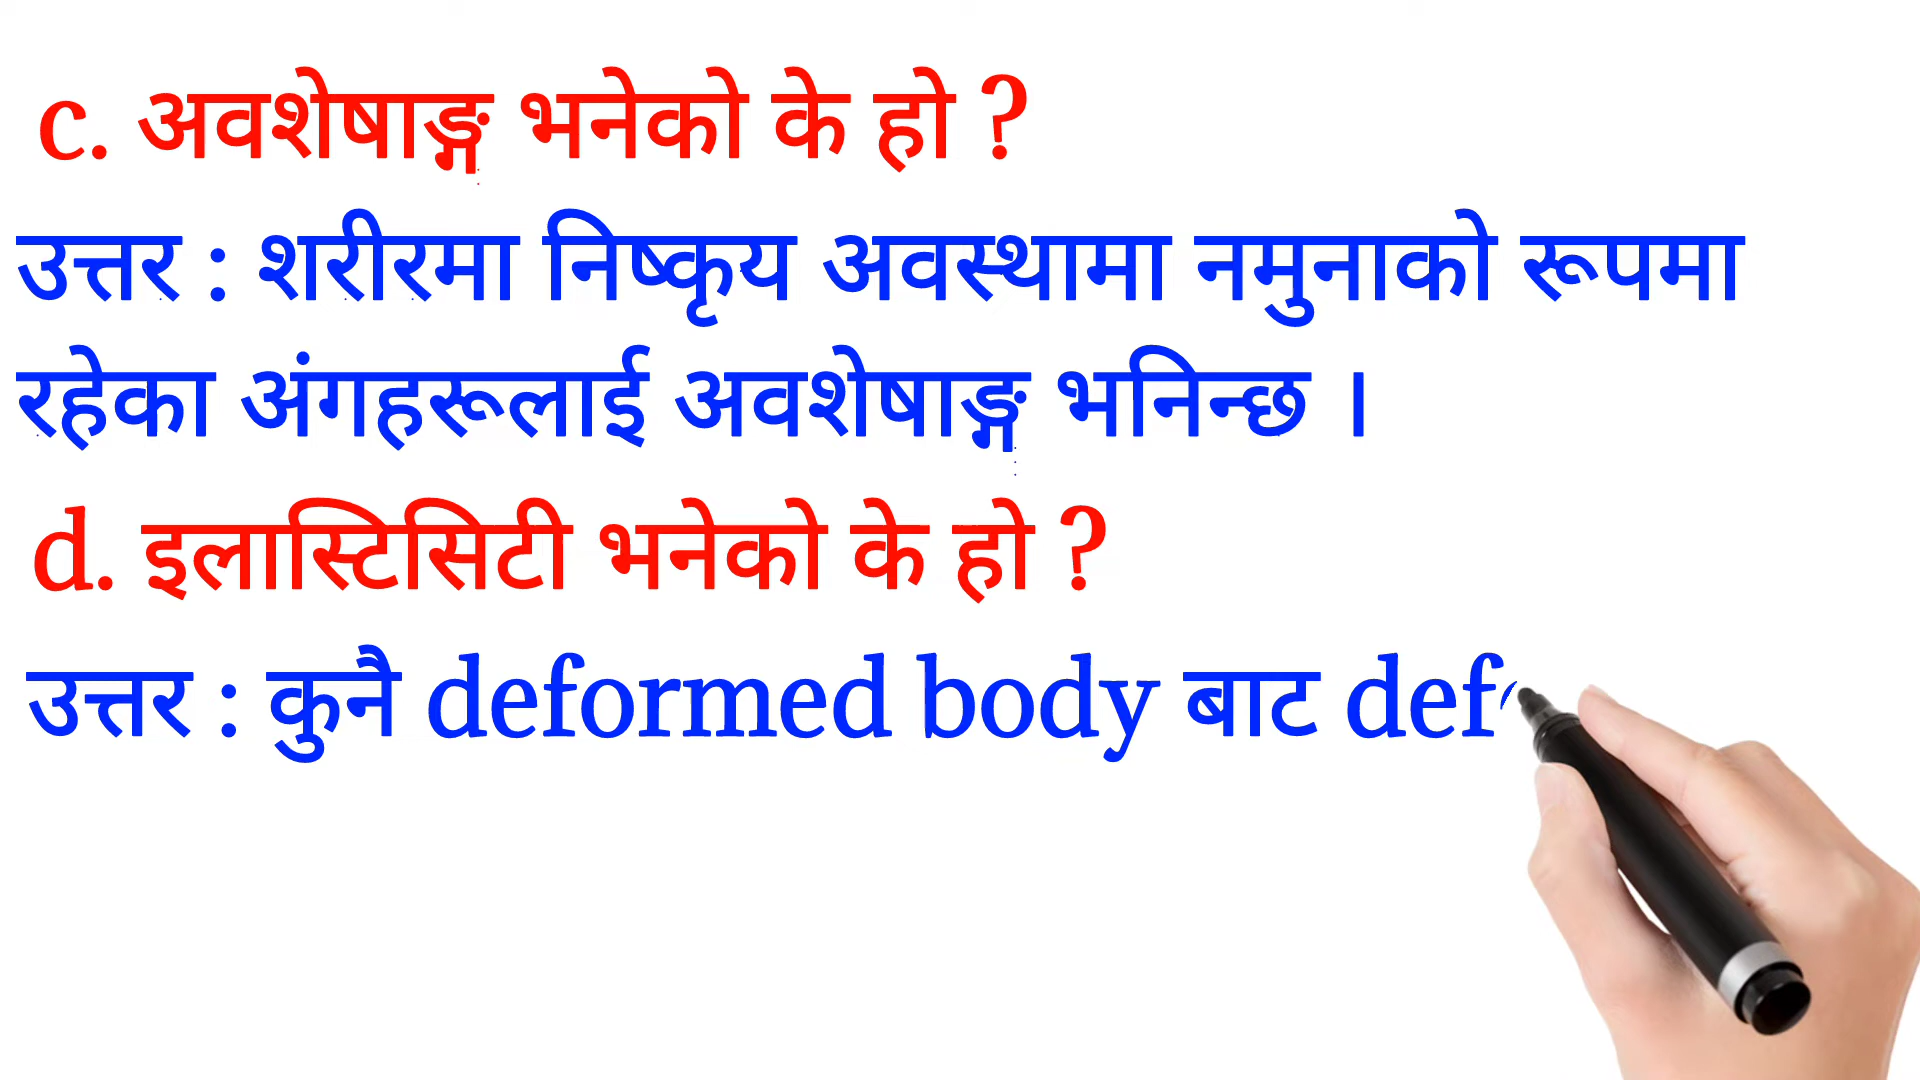 c. अवशेषाङ्ग भनेको के हो ?
उत्तर : शरीरमा निष्कृय अवस्थामा नमुनाको रूपमा
रहेका अंगहरूलाई अवशेषाङ्ग भनिन्छ ।
d. इलास्टिसिटी भनेको के हो ?
उत्तर : कुनै deformed body बाट def